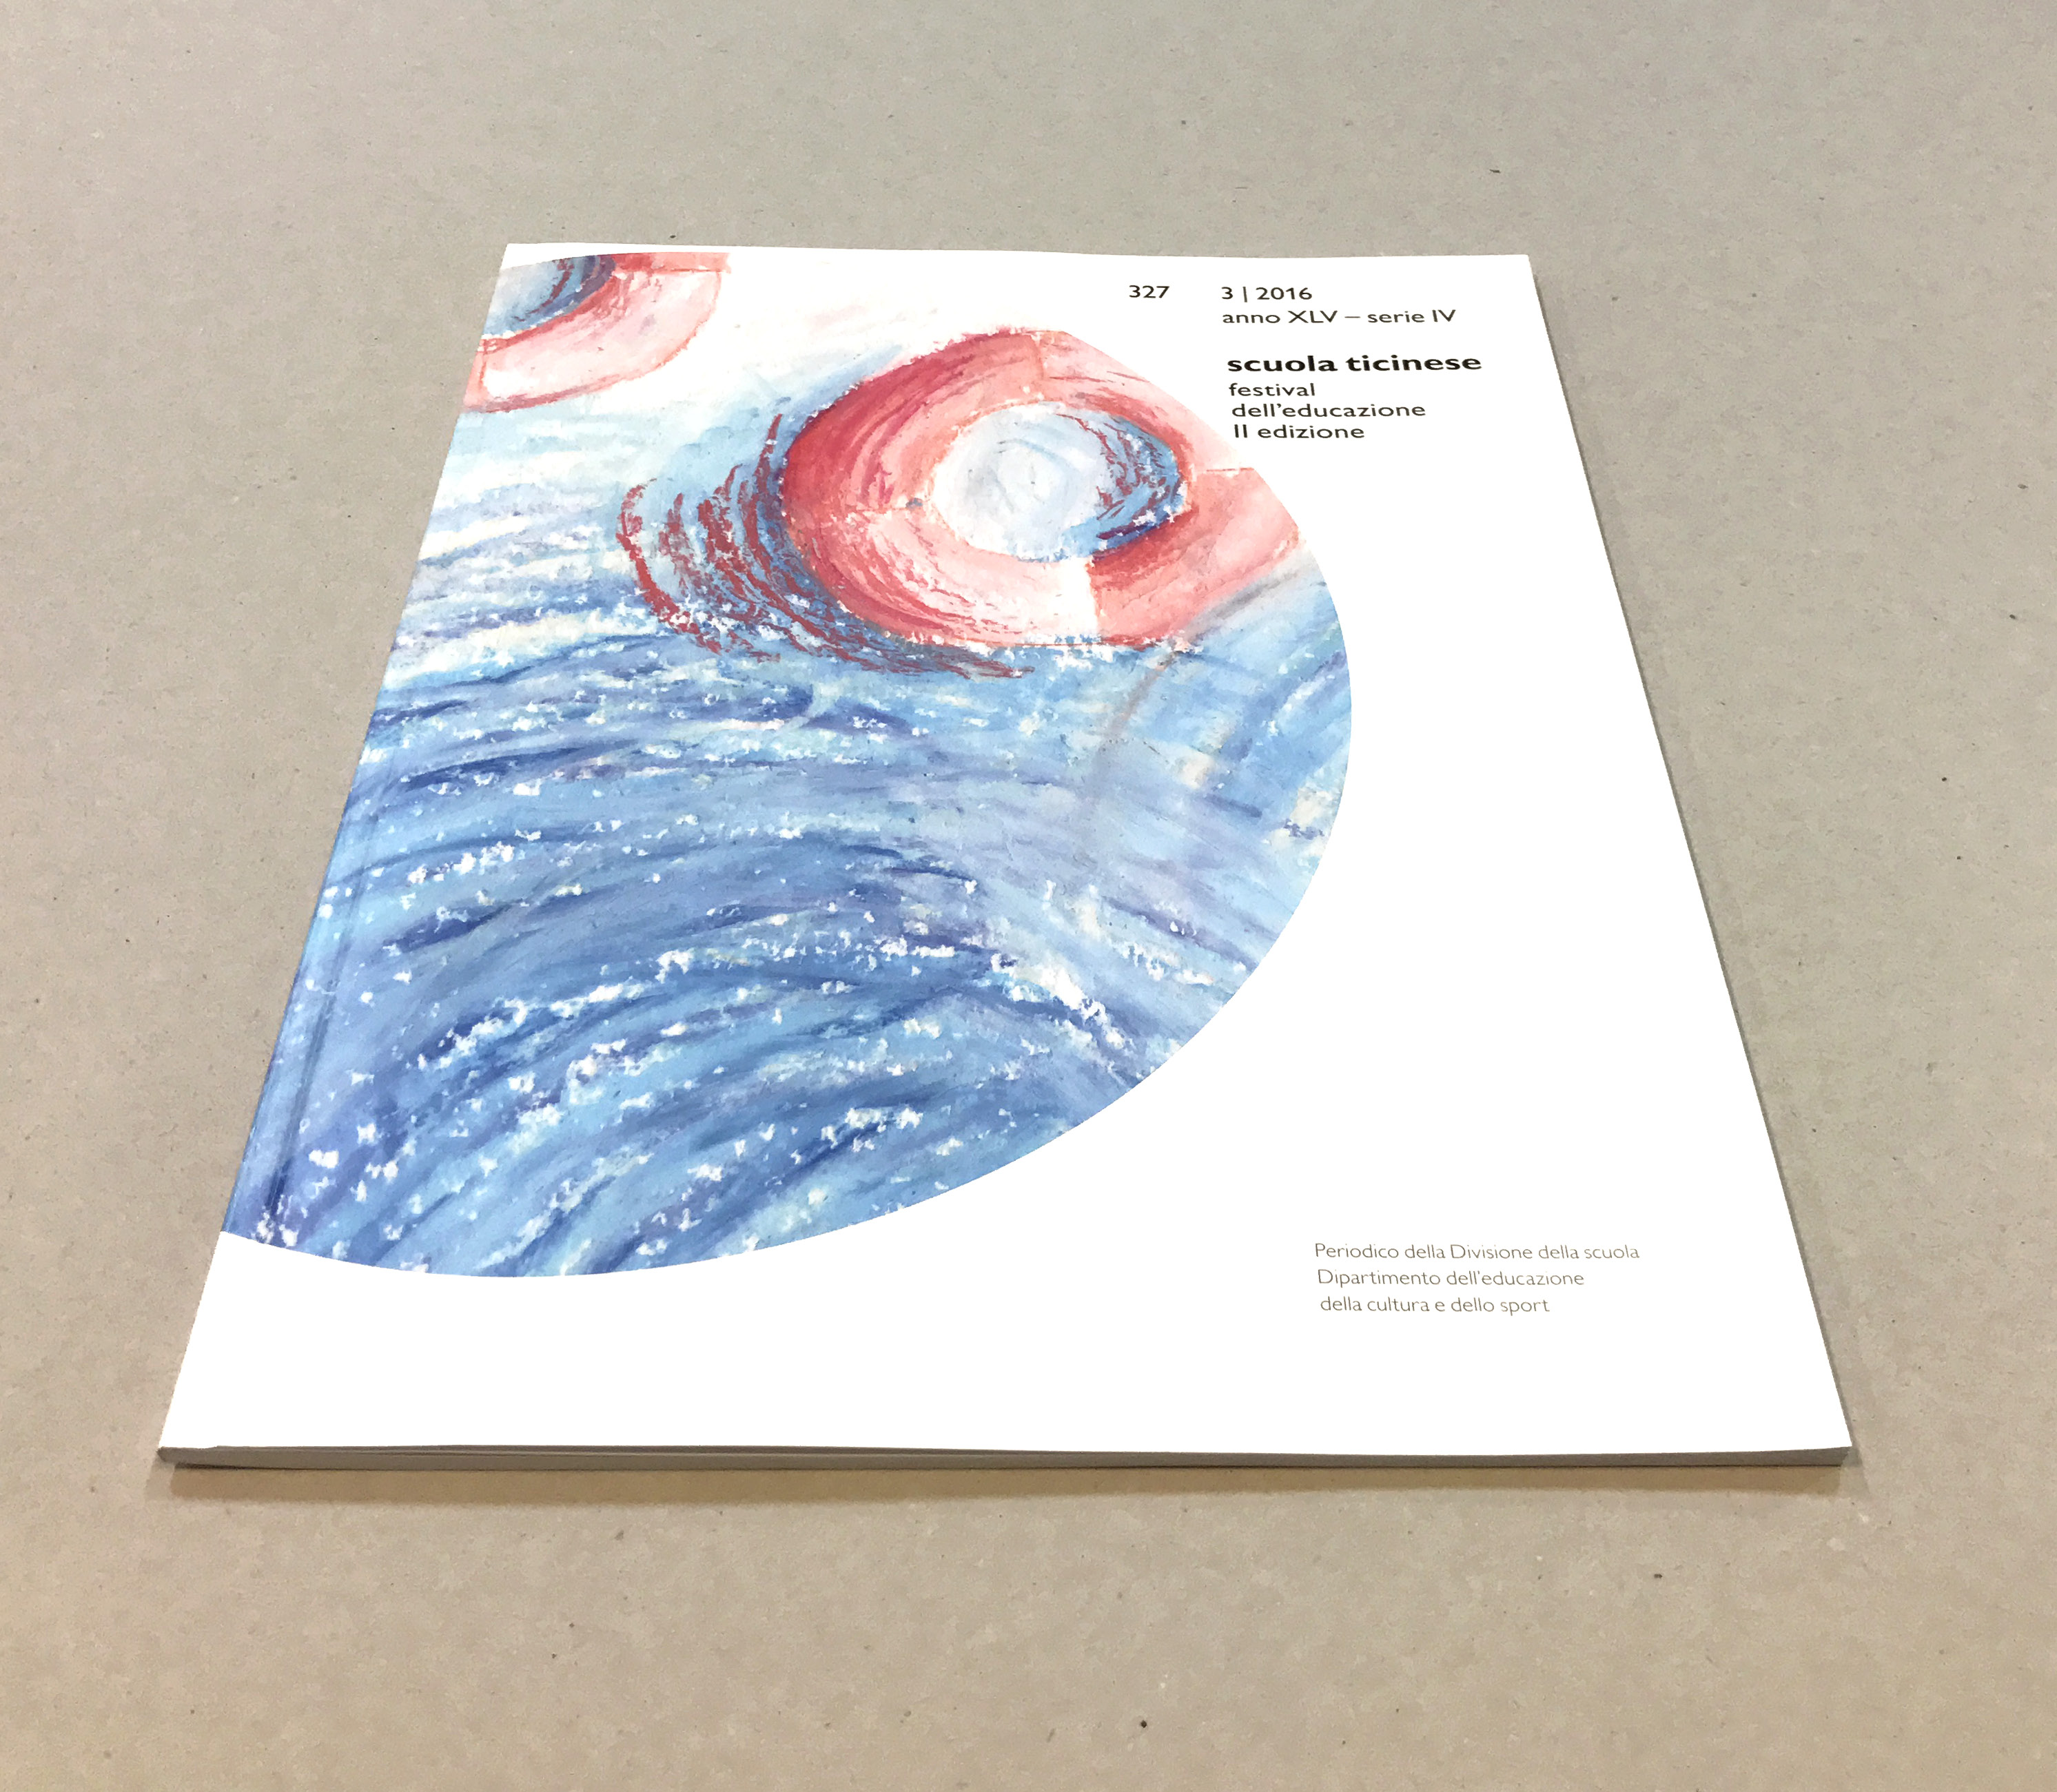 327 3 | 2016
anno XLV – serie IV
scuola ticinese
festival
dell'educazione
II edizione
Periodico della Divisione della scuola
Dipartimento dell'educazione
della cultura e dello sport